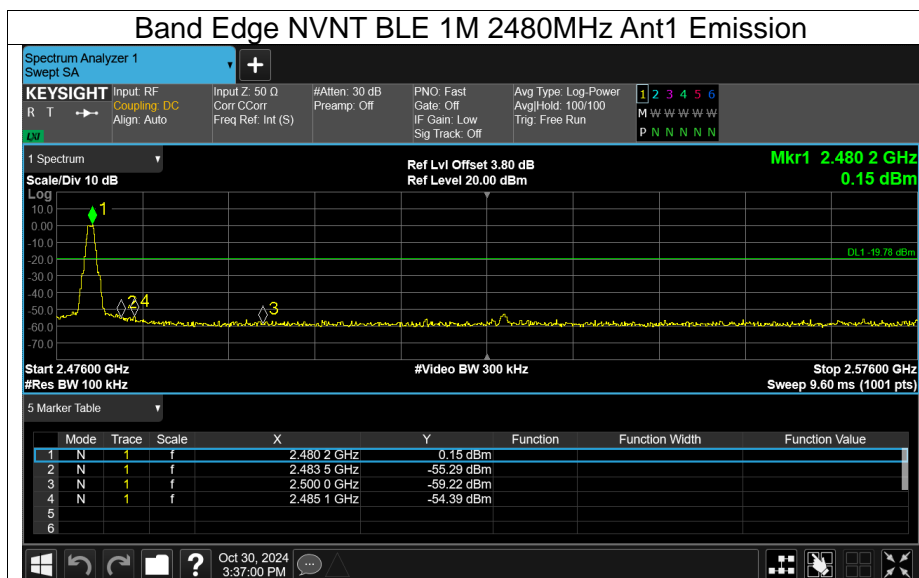 Band Edge NVNT BLE 1M 2480MHz Ant1 Emission
Spectrum Analyzer 1
Swept SA
+
KEYSIGHT
R T
LXI
Input: RF
Coupling: DC
Align: Auto
Input Z: 50 Ω
Corr CCorr
Freq Ref: Int (S)
#Atten: 30 dB
Preamp: Off
PNO: Fast
Gate: Off
IF Gain: Low
Sig Track: Off
Avg Type: Log-Power
Avg|Hold: 100/100
Trig: Free Run
1 2 3 4 5 6
M W W W W W
P N N N N N
1 Spectrum
Scale/Div 10 dB
Ref Lvl Offset 3.80 dB
Ref Level 20.00 dBm
Mkr1 2.480 2 GHz
0.15 dBm
Log
10.0
0.00
-10.0
-20.0
-30.0
-40.0
-50.0
-60.0
-70.0
1
2 4
3
DL1 -19.78 dBm
Start 2.47600 GHz
#Res BW 100 kHz
#Video BW 300 kHz
Stop 2.57600 GHz
Sweep 9.60 ms (1001 pts)
5 Marker Table
Mode Trace Scale X Y Function Function Width Function Value
1 N 1 f 2.480 2 GHz 0.15 dBm
2 N 1 f 2.483 5 GHz -55.29 dBm
3 N 1 f 2.500 0 GHz -59.22 dBm
4 N 1 f 2.485 1 GHz -54.39 dBm
5
6
?
Oct 30, 2024
3:37:00 PM